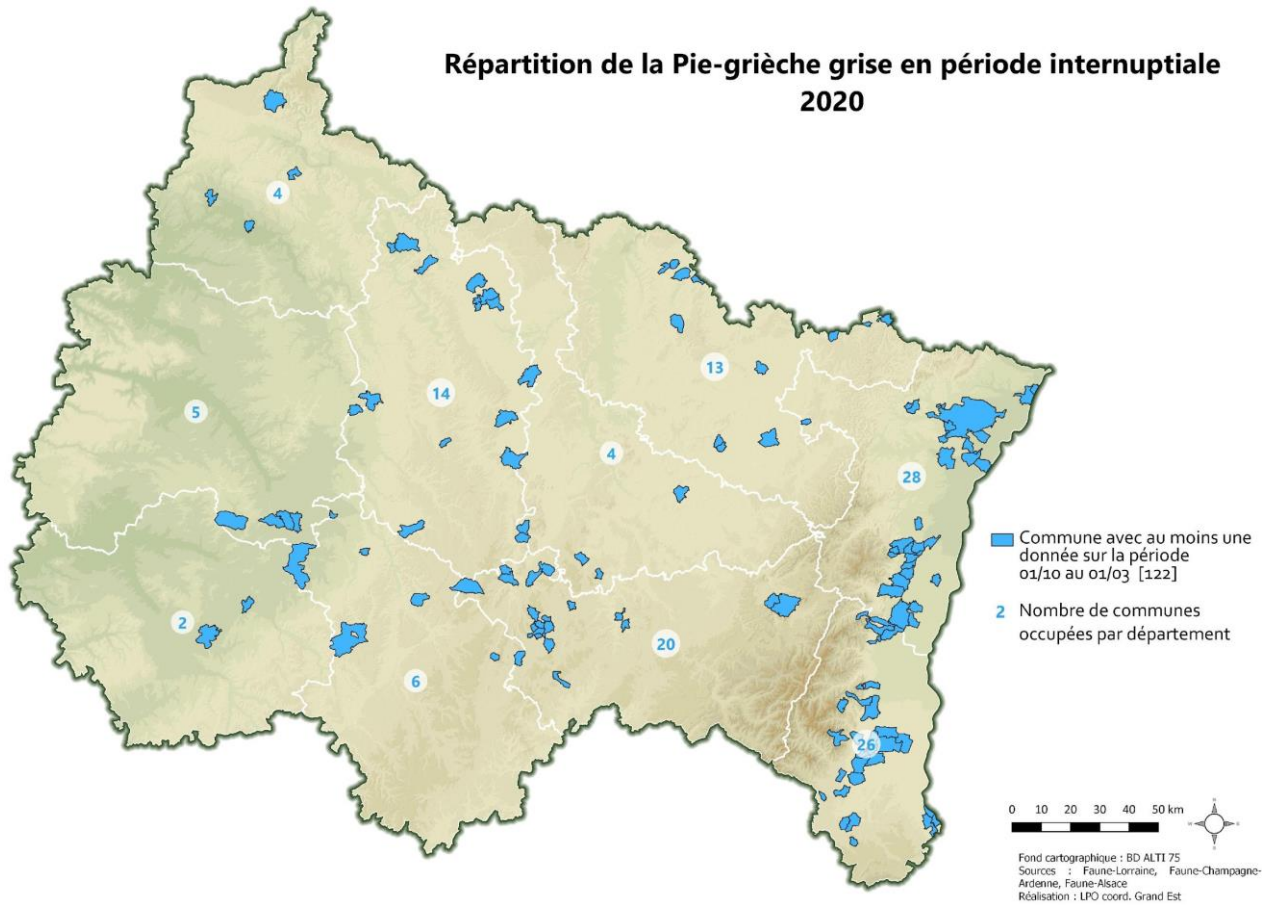 Répartition de la Pie-grièche grise en période internuptiale
2020
4
14
13
5
4
28
2
20
6
26
Commune avec au moins une
donnée sur la période
01/10 au 01/03 [122]
2 Nombre de communes
occupées par département
0 10 20 30 40 50 km
Fond cartographique : BD ALTI 75
Sources : Faune-Lorraine, Faune-Champagne-
Ardenne, Faune-Alsace
Réalisation : LPO coord. Grand Est